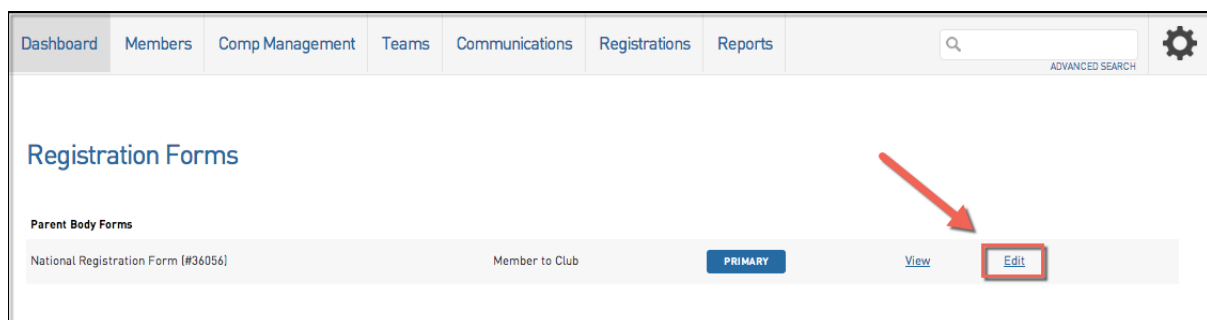 Dashboard Members Comp Management Teams Communications Registrations Reports
ADVANCED SEARCH
Registration Forms
Parent Body Forms
National Registration Form (#36056) Member to Club PRIMARY View Edit